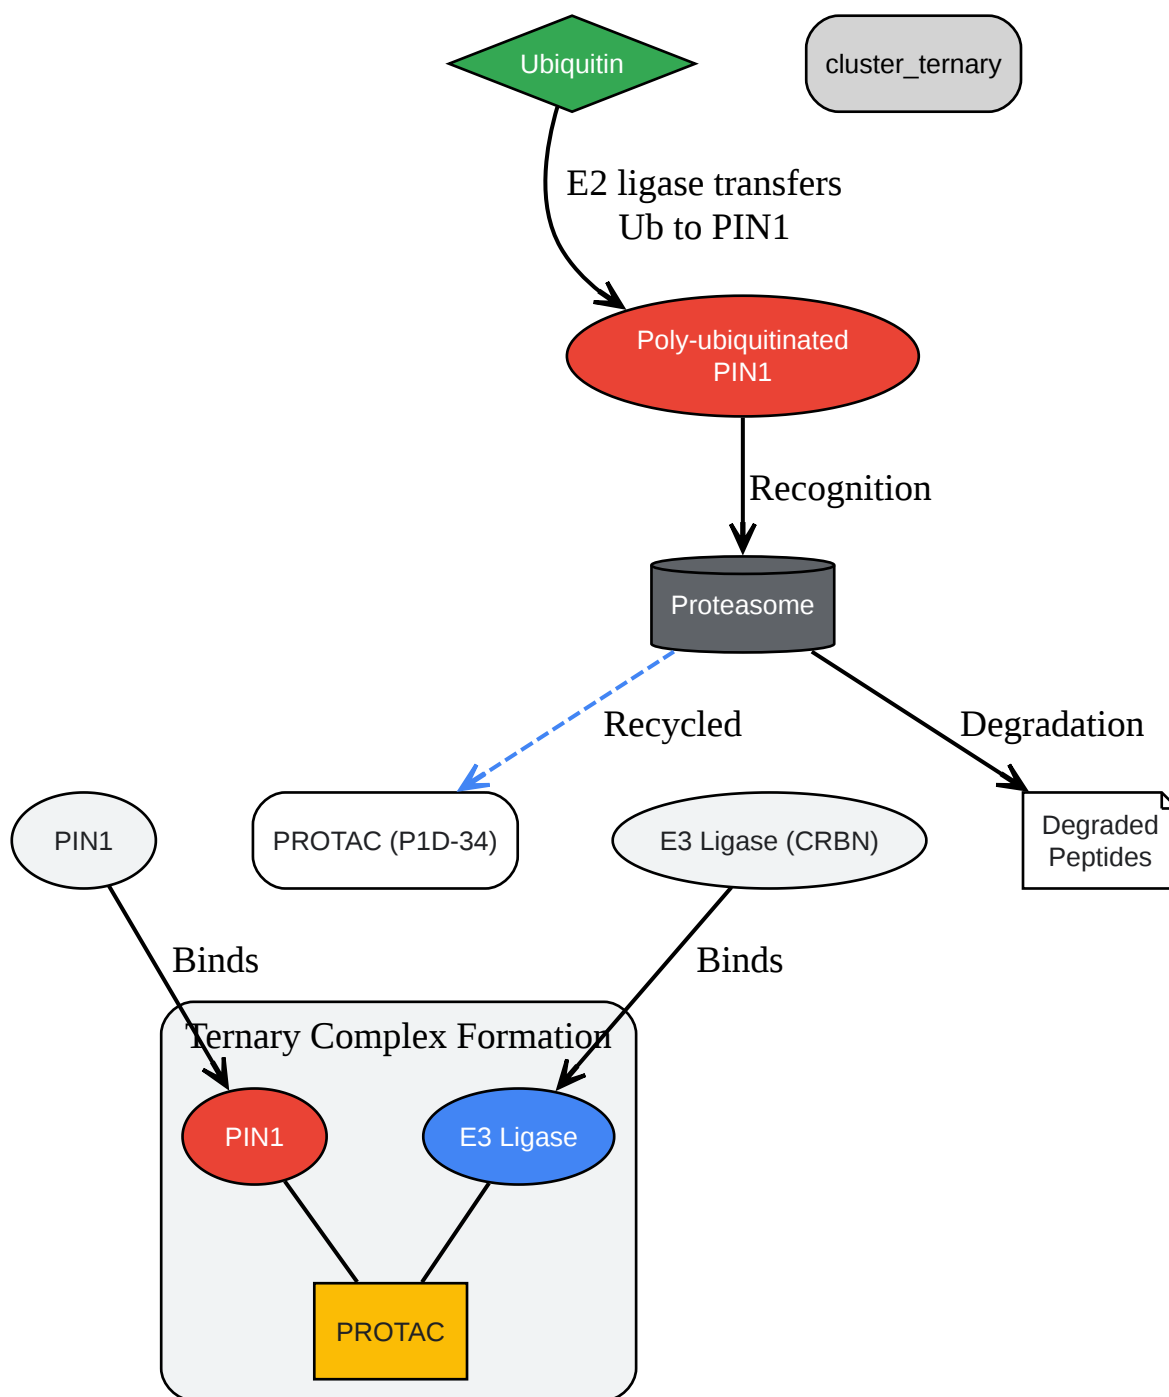 Ubiquitin
cluster_ternary
E2 ligase transfers
Ub to PIN1
Poly-ubiquitinated
PIN1
Recognition
Proteasome
Recycled
Degradation
PIN1
PROTAC (P1D-34)
E3 Ligase (CRBN)
Degraded
Peptides
Binds
Binds
Ternary Complex Formation
PIN1
E3 Ligase
PROTAC